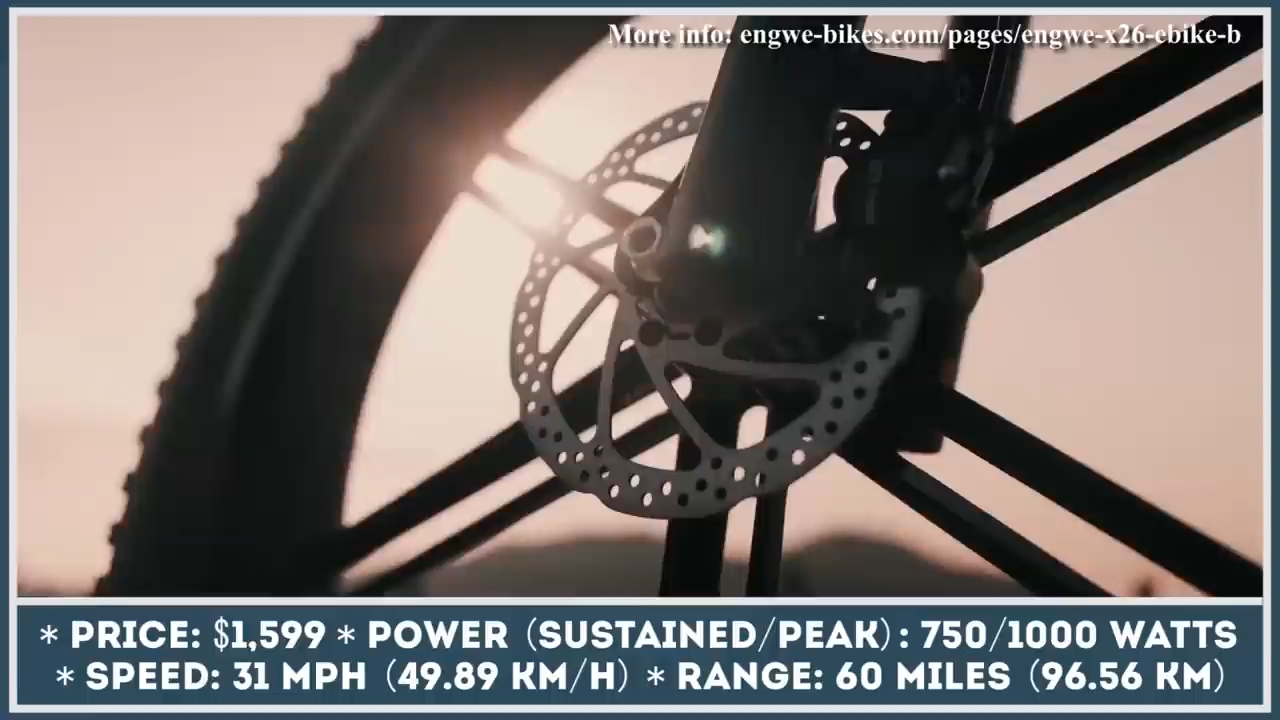 More info: engwe-bikes.com/pages/engwe-x26-ebike-b
* PRICE: $1,599 * POWER (SUSTAINED/PEAK): 750/1000 WATTS
* SPEED: 31 MPH (49.89 KM/H) * RANGE: 60 MILES (96.56 KM)